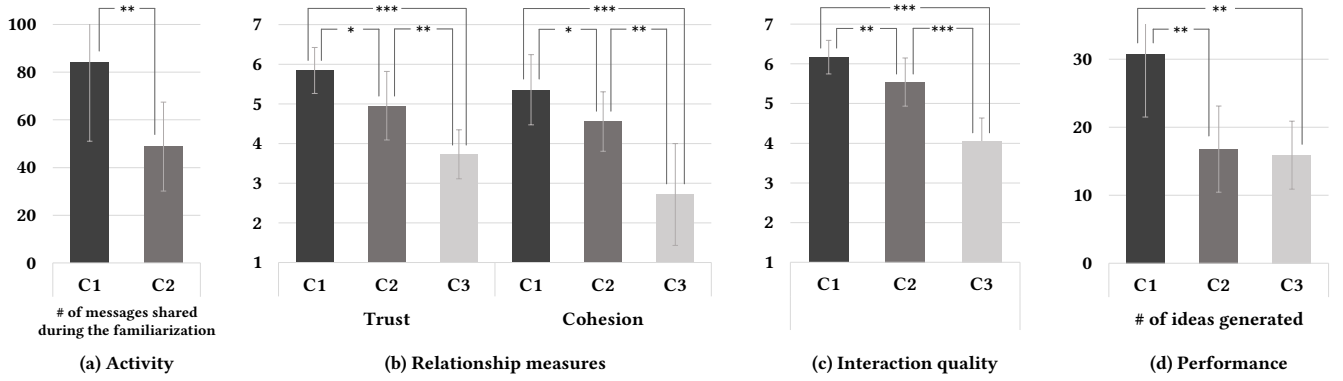 100
80
60
40
20
0
**
C1 C2
# of messages shared
during the familiarization
(a) Activity
7
6
5
4
3
2
1
***
* **
***
* **
C1 C2 C3 C1 C2 C3
Trust Cohesion
(b) Relationship measures
7
6
5
4
3
2
1
***
** ***
C1 C2 C3
(c) Interaction quality
30
20
10
0
**
**
C1 C2 C3
# of ideas generated
(d) Performance